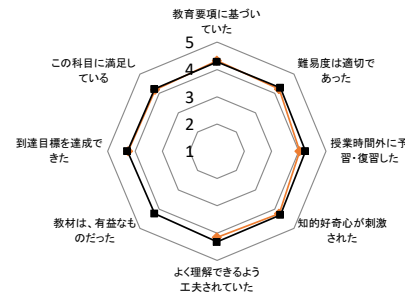 教育要項に基づい
ていた
難易度は適切で
あった
授業時間外に予
習・復習した
知的好奇心が刺激
された
よく理解できるよう
工夫されていた
教材は、有益なも
のだった
到達目標を達成で
きた
この科目に満足し
ている
5
4
3
2
1